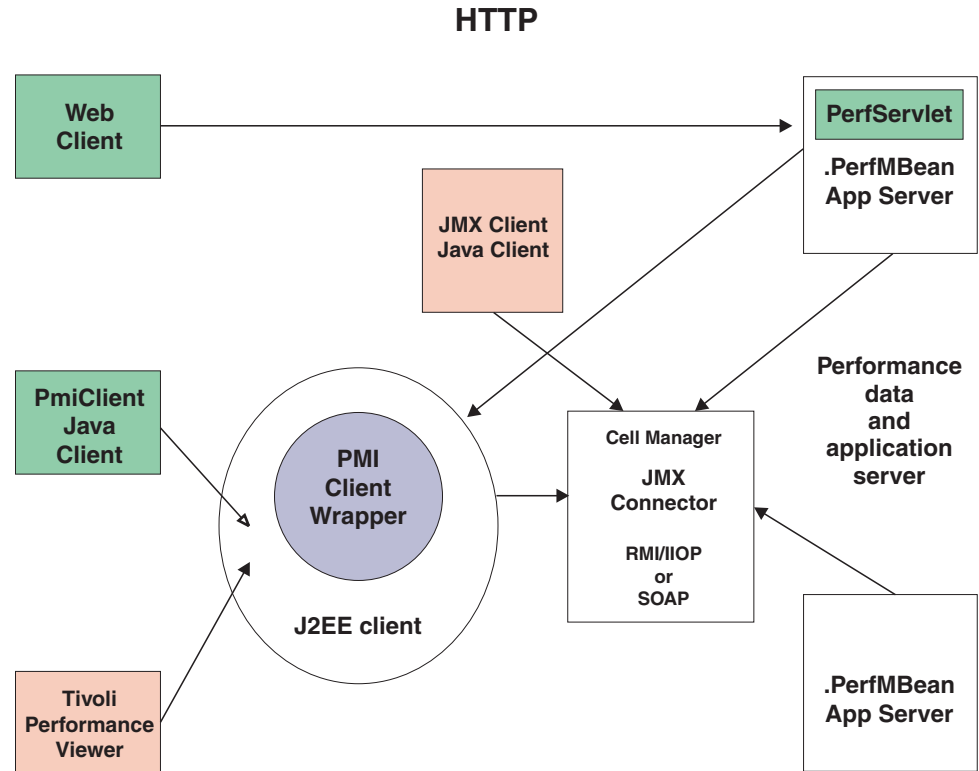 HTTP
Web
Client
PerfServlet
.PerfMBean
App Server
JMX Client
Java Client
PmiClient
Java
Client
PMI
Client
Wrapper
J2EE client
Cell Manager
JMX
Connector
RMI/IIOP
or
SOAP
Performance
data
and
application
server
Tivoli
Performance
Viewer
.PerfMBean
App Server